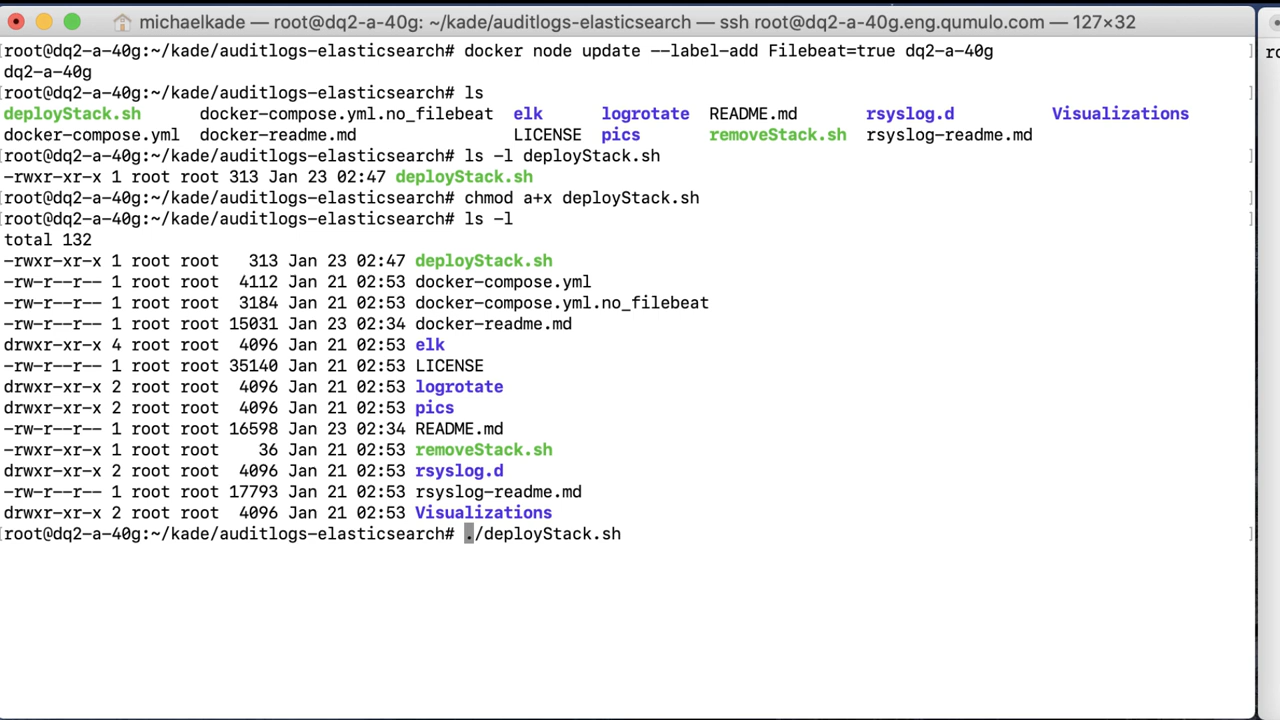 michaelkade — root@dq2-a-40g: ~/kade/auditlogs-elasticsearch — ssh root@dq2-a-40g.eng.qumulo.com — 127×32
[root@dq2-a-40g:~/kade/auditlogs-elasticsearch# docker node update --label-add Filebeat=true dq2-a-40g ]
dq2-a-40g
[root@dq2-a-40g:~/kade/auditlogs-elasticsearch# ls ]
deployStack.sh docker-compose.yml.no_filebeat elk logrotate README.md rsyslog.d Visualizations
docker-compose.yml docker-readme.md LICENSE pics removeStack.sh rsyslog-readme.md
[root@dq2-a-40g:~/kade/auditlogs-elasticsearch# ls -l deployStack.sh ]
-rwxr-xr-x 1 root root 313 Jan 23 02:47 deployStack.sh
[root@dq2-a-40g:~/kade/auditlogs-elasticsearch# chmod a+x deployStack.sh ]
[root@dq2-a-40g:~/kade/auditlogs-elasticsearch# ls -l ]
total 132
-rwxr-xr-x 1 root root 313 Jan 23 02:47 deployStack.sh
-rw-r--r-- 1 root root 4112 Jan 21 02:53 docker-compose.yml
-rw-r--r-- 1 root root 3184 Jan 21 02:53 docker-compose.yml.no_filebeat
-rw-r--r-- 1 root root 15031 Jan 23 02:34 docker-readme.md
drwxr-xr-x 4 root root 4096 Jan 21 02:53 elk
-rw-r--r-- 1 root root 35140 Jan 21 02:53 LICENSE
drwxr-xr-x 2 root root 4096 Jan 21 02:53 logrotate
drwxr-xr-x 2 root root 4096 Jan 21 02:53 pics
-rw-r--r-- 1 root root 16598 Jan 23 02:34 README.md
-rwxr-xr-x 1 root root 36 Jan 21 02:53 removeStack.sh
drwxr-xr-x 2 root root 4096 Jan 21 02:53 rsyslog.d
-rw-r--r-- 1 root root 17793 Jan 21 02:53 rsyslog-readme.md
drwxr-xr-x 2 root root 4096 Jan 21 02:53 Visualizations
[root@dq2-a-40g:~/kade/auditlogs-elasticsearch# ./deployStack.sh ]